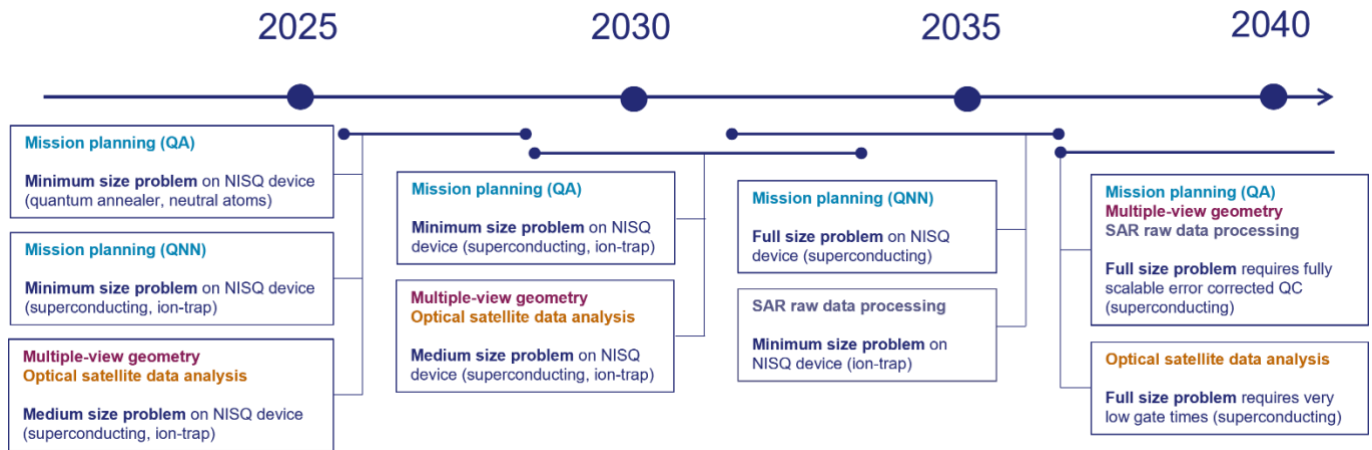 2025
2030
2035
2040
Mission planning (QA)
Minimum size problem on NISQ device
(quantum annealer, neutral atoms)
Mission planning (QNN)
Minimum size problem on NISQ device
(superconducting, ion-trap)
Multiple-view geometry
Optical satellite data analysis
Medium size problem on NISQ device
(superconducting, ion-trap)
Mission planning (QA)
Minimum size problem on NISQ
device (superconducting, ion-trap)
Multiple-view geometry
Optical satellite data analysis
Medium size problem on NISQ
device (superconducting, ion-trap)
Mission planning (QNN)
Full size problem on NISQ
device (superconducting)
SAR raw data processing
Minimum size problem on
NISQ device (ion-trap)
Mission planning (QA)
Multiple-view geometry
SAR raw data processing
Full size problem requires fully
scalable error corrected QC
(superconducting)
Optical satellite data analysis
Full size problem requires very
low gate times (superconducting)